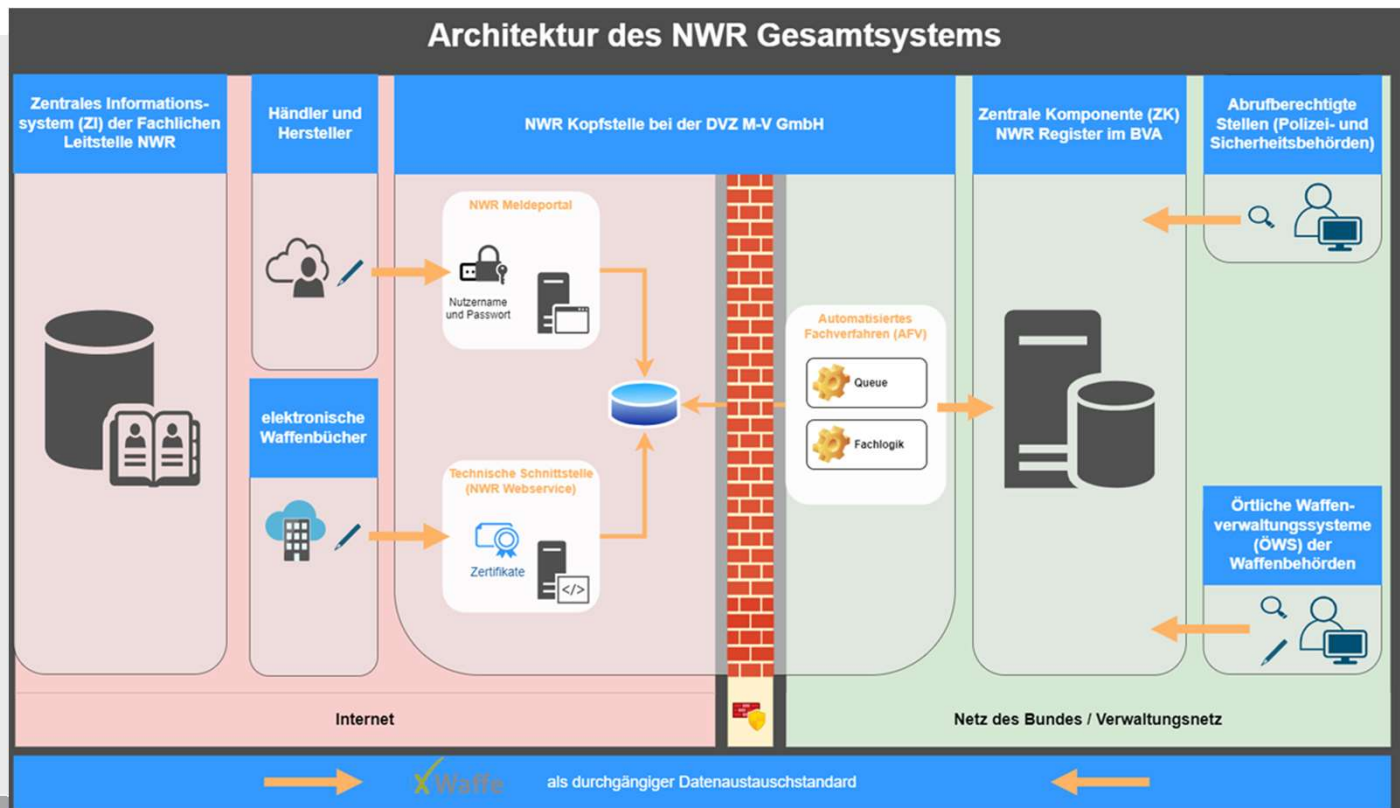 Architektur des NWR Gesamtsystems
Zentrales Informations-
system (ZI) der Fachlichen
Leitstelle NWR
Händler und
Hersteller
NWR Kopfstelle bei der DVZ M-V GmbH
Zentrale Komponente (ZK)
NWR Register im BVA
Abrufberechtigte
Stellen (Polizei- und
Sicherheitsbehörden)
NWR Meldeportal
Nutzername
und Passwort
elektronische
Waffenbücher
Technische Schnittstelle
(NWR Webservice)
Zertifikate
</>
Automatisiertes
Fachverfahren (AFV)
Queue
Fachlogik
Örtliche Waffen-
verwaltungssysteme
(ÖWS) der
Waffenbehörden
Internet
Netz des Bundes / Verwaltungsnetz
XWaffe als durchgängiger Datenaustauschstandard